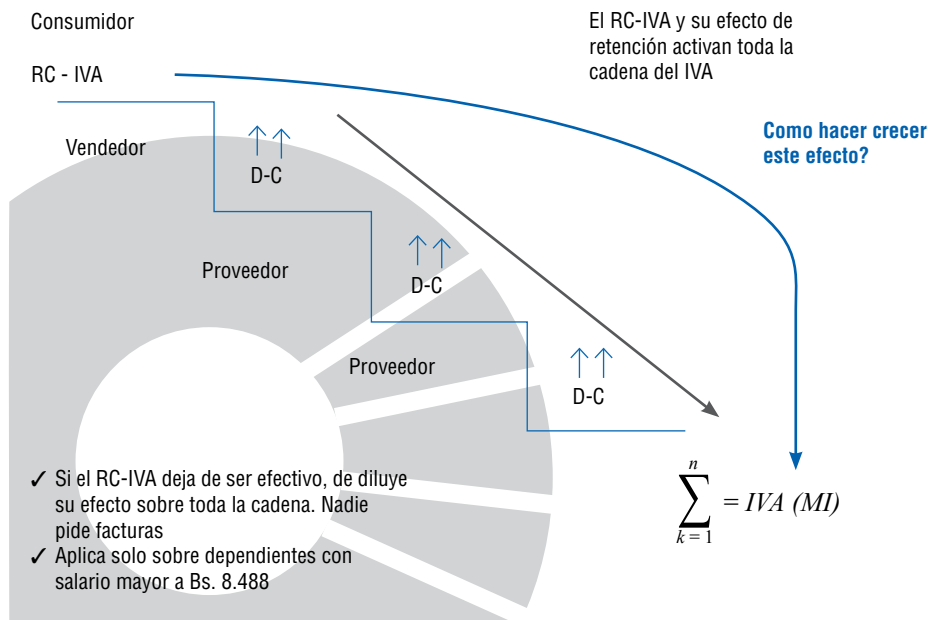 Consumidor
El RC-IVA y su efecto de
retención activan toda la
cadena del IVA
RC - IVA
Como hacer crecer
este efecto?
Vendedor
D-C
Proveedor
D-C
Proveedor
D-C
✓ Si el RC-IVA deja de ser efectivo, de diluye
su efecto sobre toda la cadena. Nadie
pide facturas
✓ Aplica solo sobre dependientes con
salario mayor a Bs. 8.488
n
∑ = IVA (MI)
k = 1